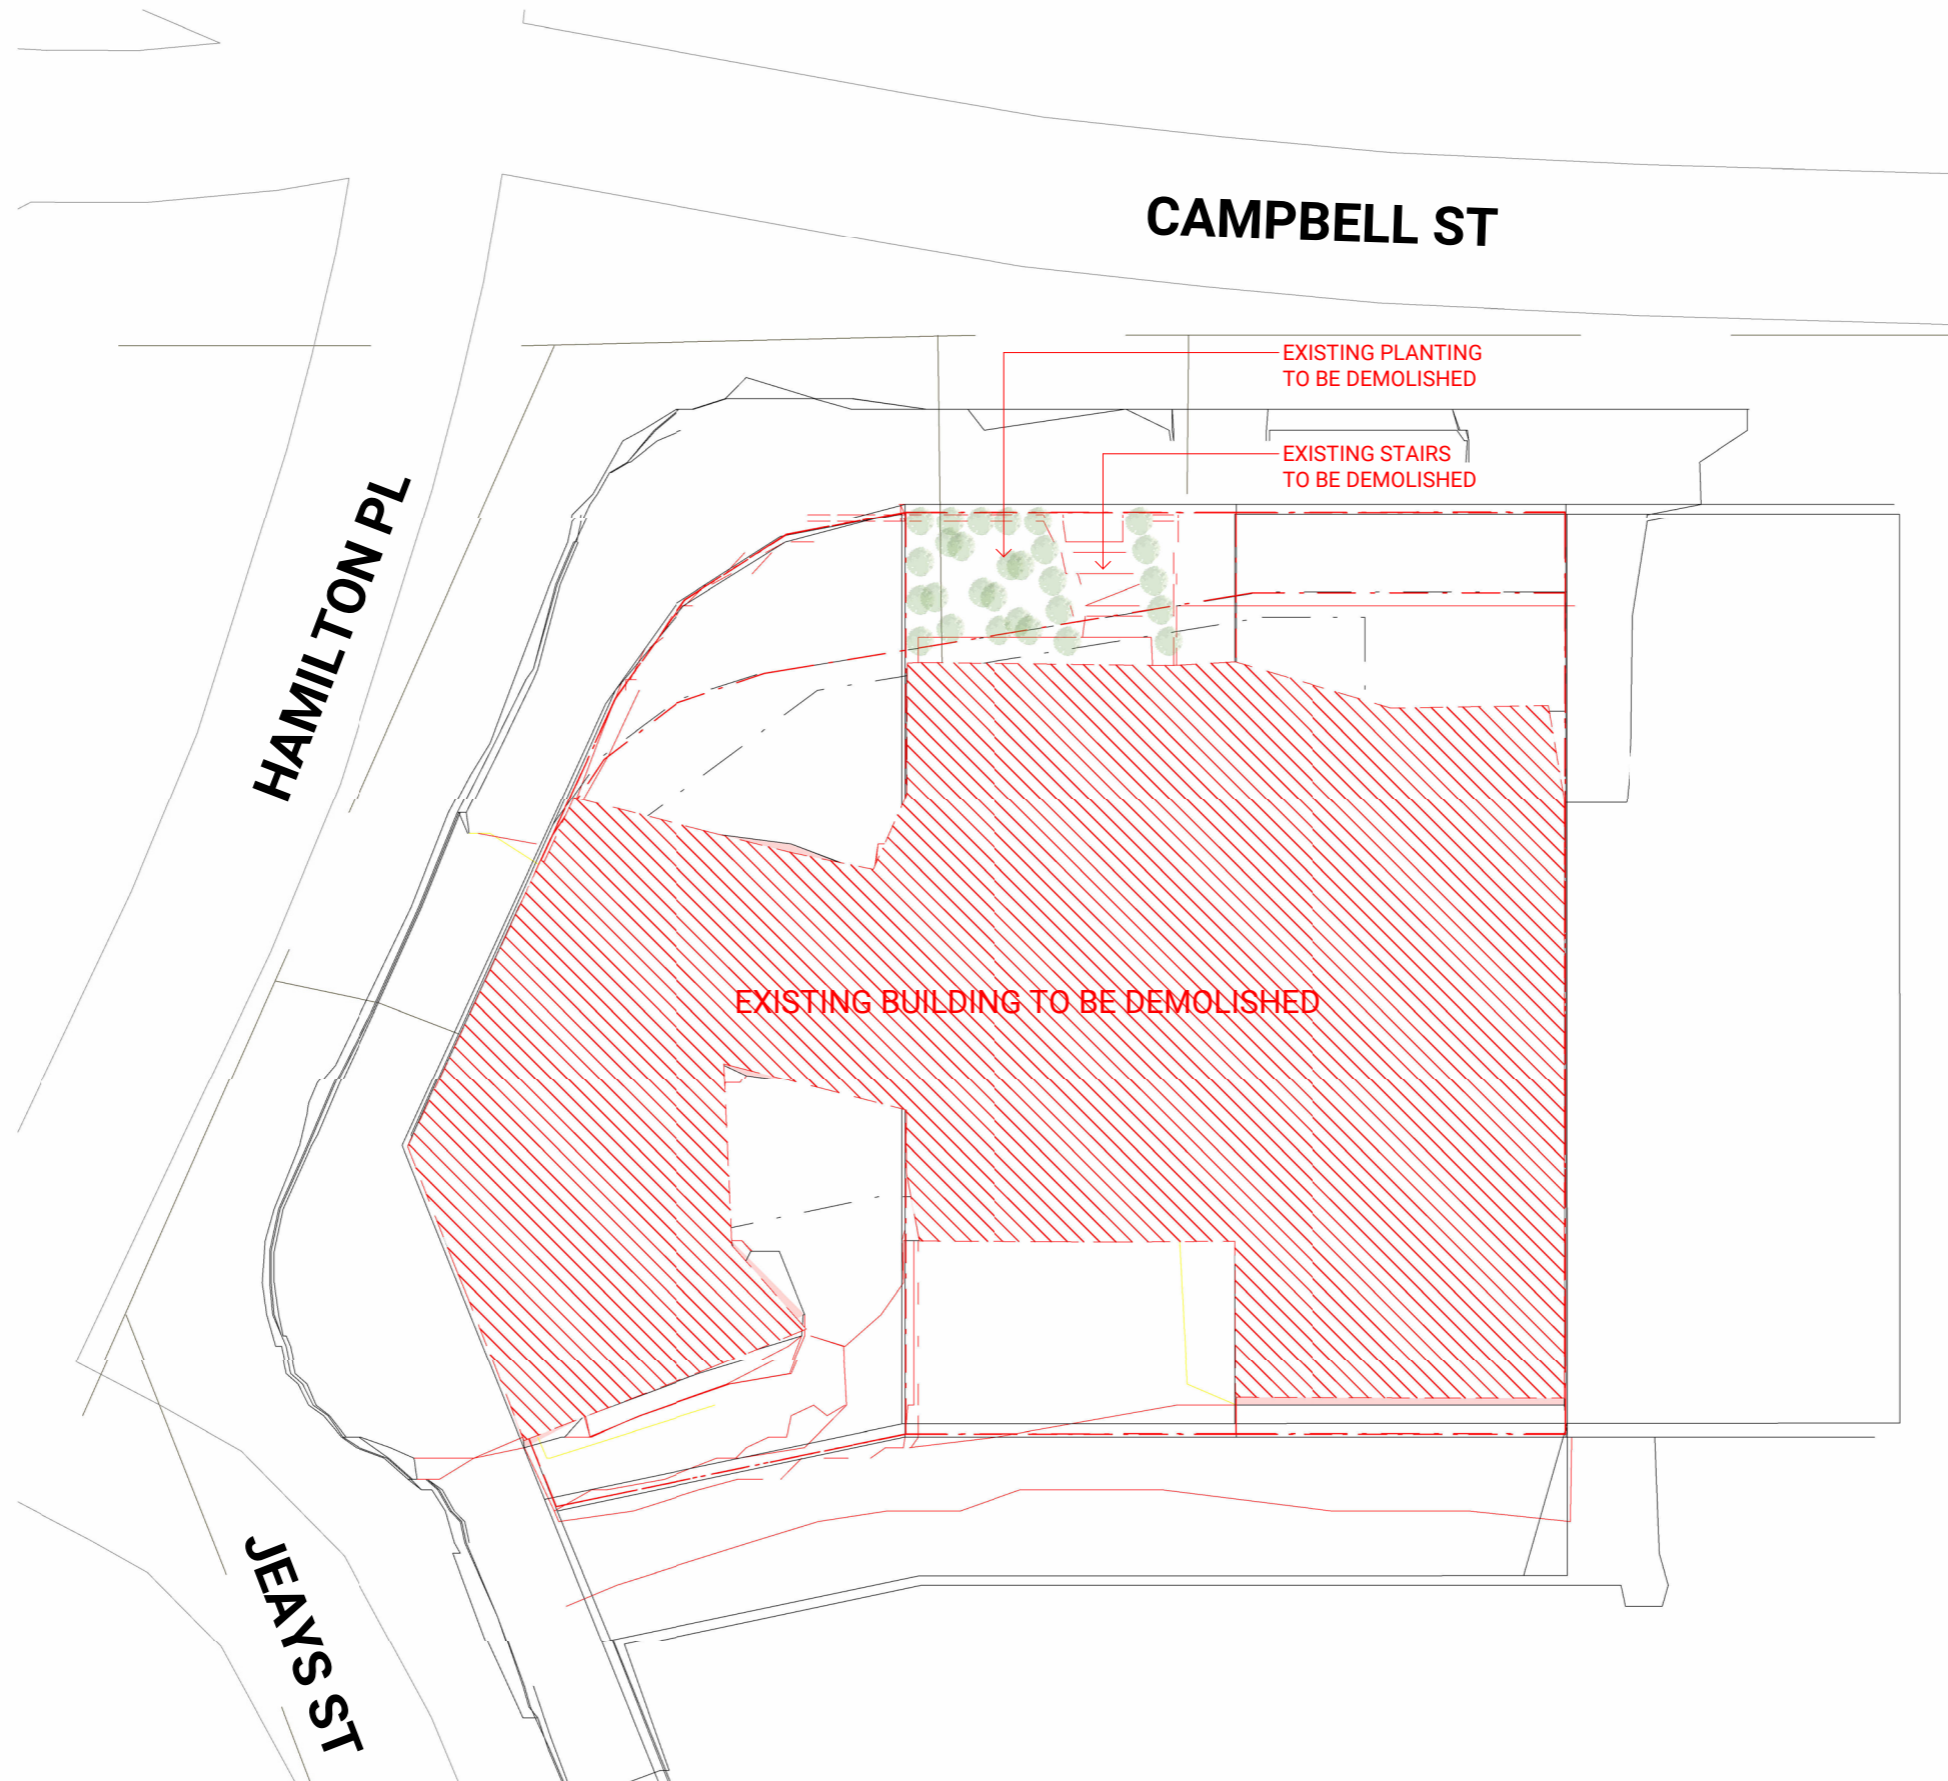 CAMPBELL ST
EXISTING PLANTING
TO BE DEMOLISHED
EXISTING STAIRS
TO BE DEMOLISHED
HAMILTON PL
EXISTING BUILDING TO BE DEMOLISHED
JEAYS ST